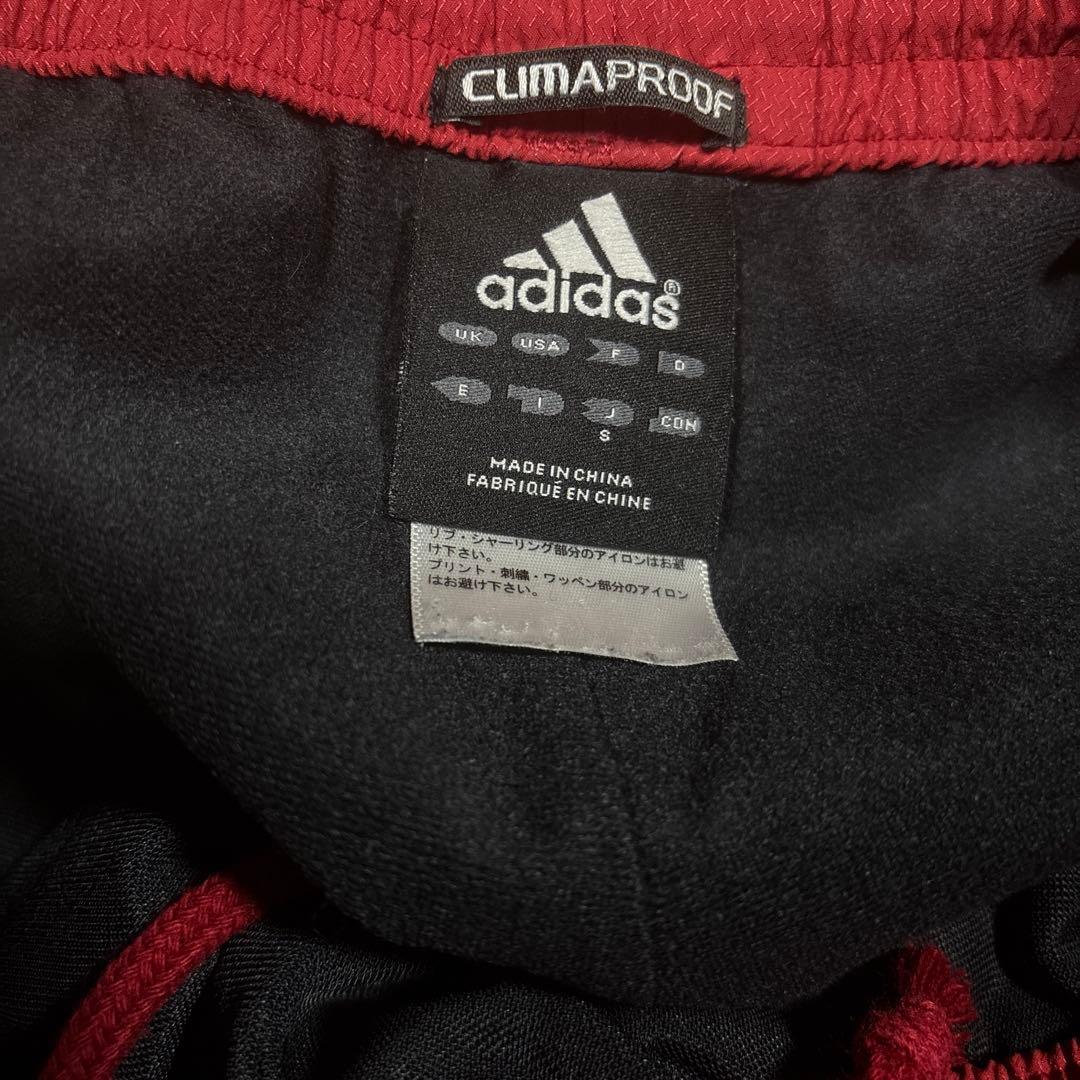 CLIMAPROOF
adidas®
UK USA F D
E I J CDN
S
MADE IN CHINA
FABRIQUÉ EN CHINE
リブ・シャーリング部分のアイロンはお避
け下さい。
プリント・刺繍・ワッペン部分のアイロン
はお避け下さい。